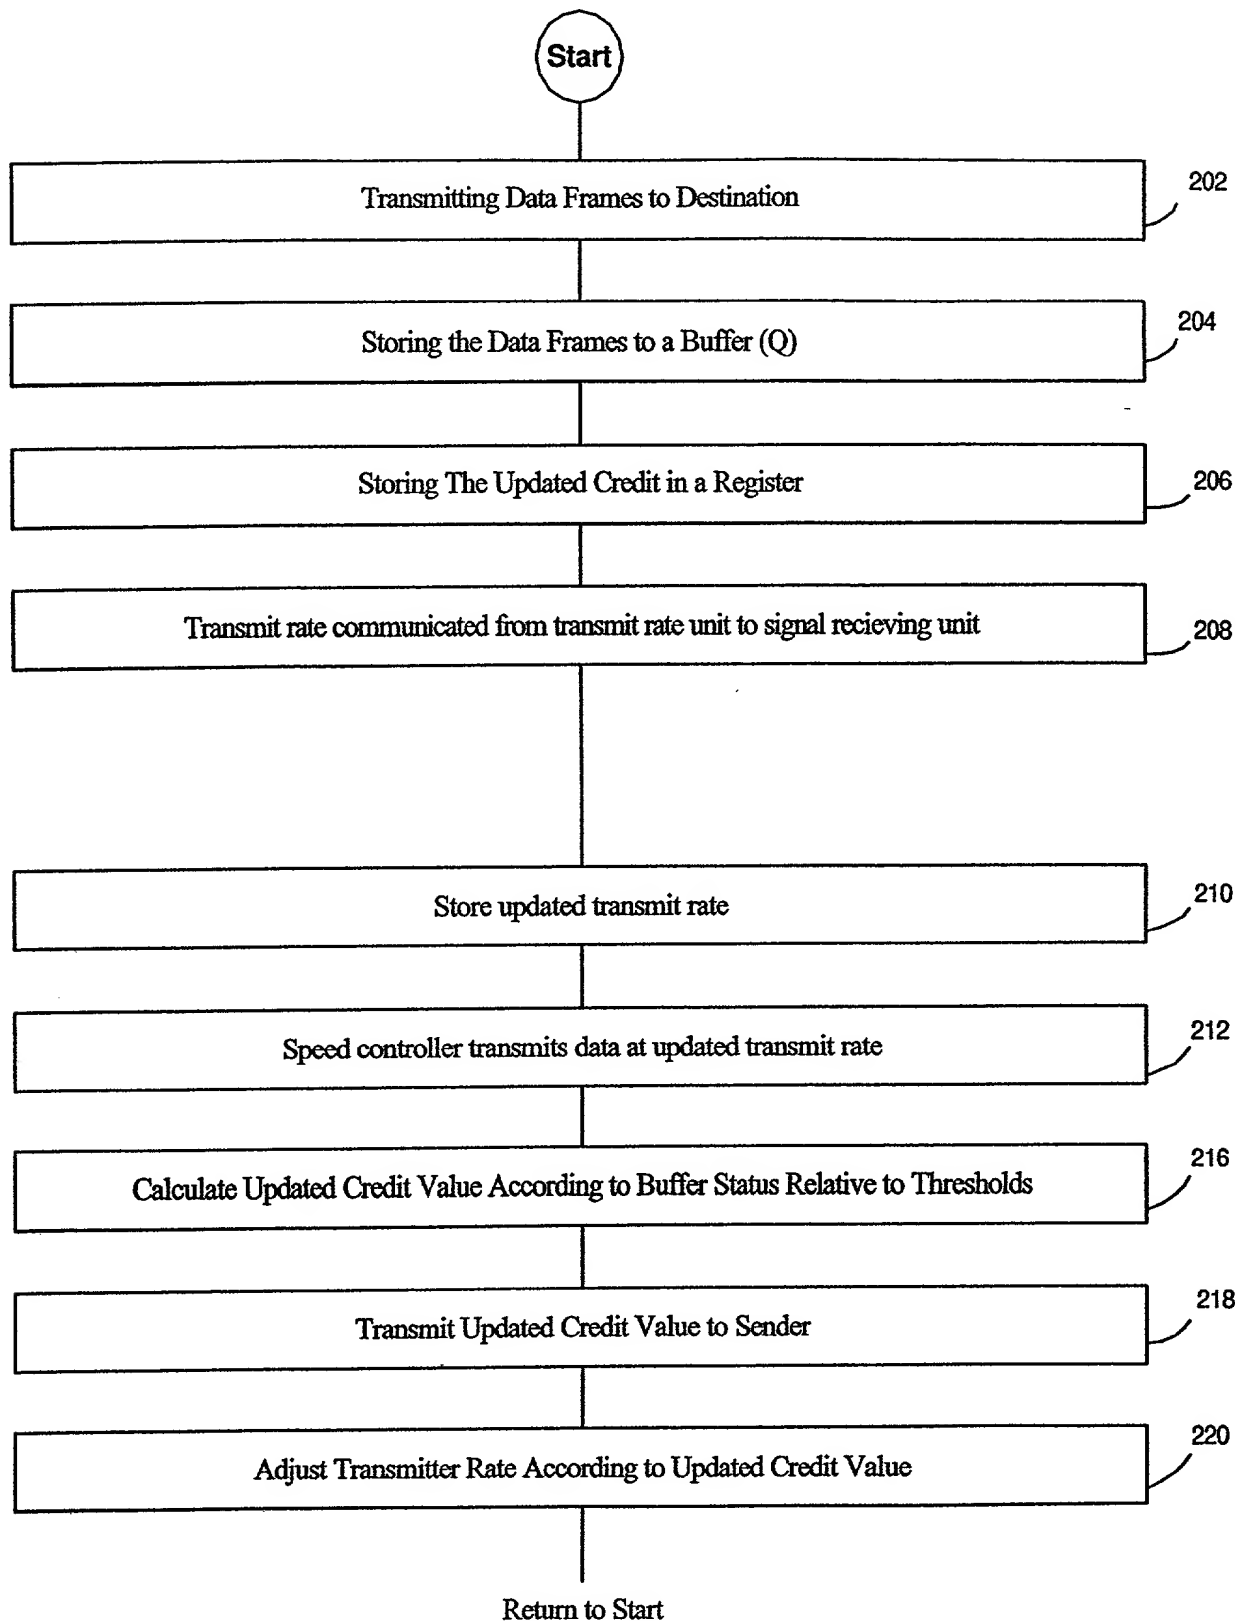 Start
Transmitting Data Frames to Destination
202
Storing the Data Frames to a Buffer (Q)
204
Storing The Updated Credit in a Register
206
Transmit rate communicated from transmit rate unit to signal recieving unit
208
Store updated transmit rate
210
Speed controller transmits data at updated transmit rate
212
Calculate Updated Credit Value According to Buffer Status Relative to Thresholds
216
Transmit Updated Credit Value to Sender
218
Adjust Transmitter Rate According to Updated Credit Value
220
Return to Start